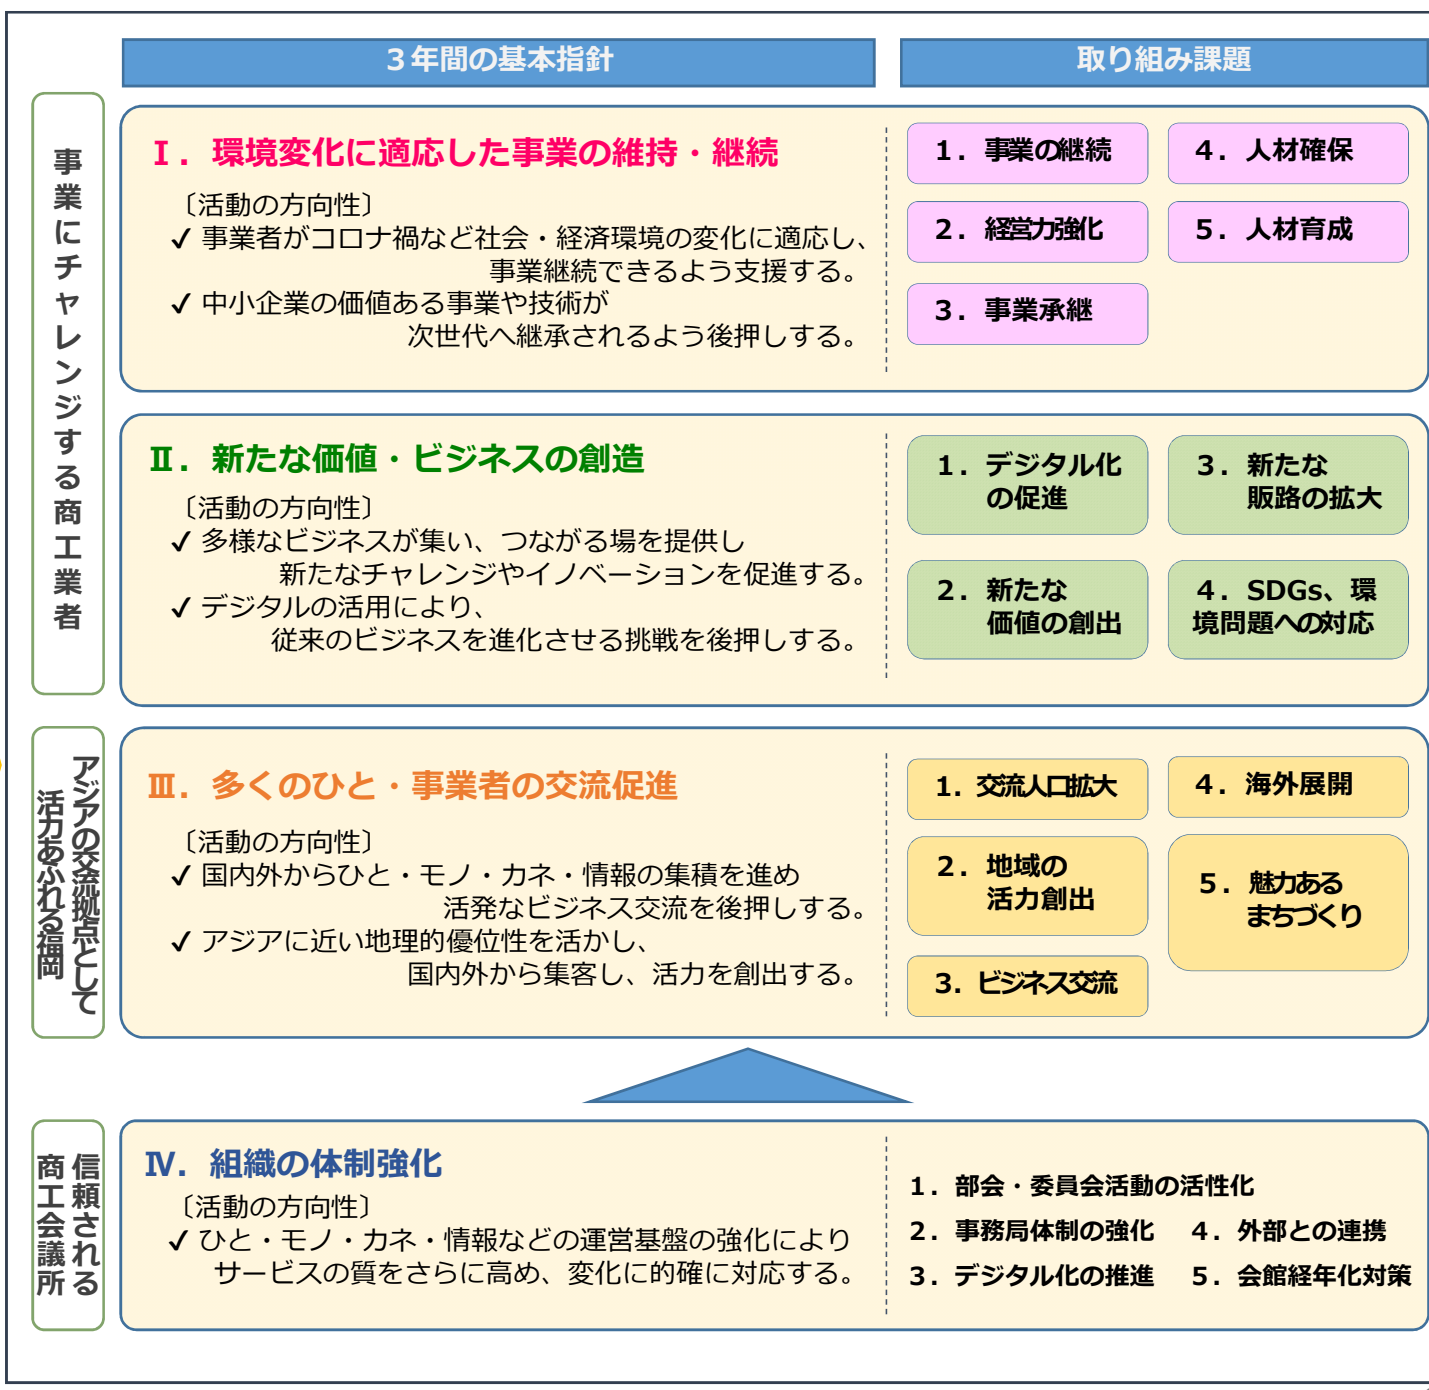 ３年間の基本指針
取り組み課題
事業にチャレンジする商工業者
Ⅰ．環境変化に適応した事業の維持・継続
〔活動の方向性〕
✓ 事業者がコロナ禍など社会・経済環境の変化に適応し、
事業継続できるよう支援する。
✓ 中小企業の価値ある事業や技術が
次世代へ継承されるよう後押しする。
１．事業の継続
２．経営力強化
３．事業承継
４．人材確保
５．人材育成
Ⅱ．新たな価値・ビジネスの創造
〔活動の方向性〕
✓ 多様なビジネスが集い、つながる場を提供し
新たなチャレンジやイノベーションを促進する。
✓ デジタルの活用により、
従来のビジネスを進化させる挑戦を後押しする。
１．デジタル化
の促進
２．新たな
価値の創出
３．新たな
販路の拡大
４．SDGs、環
境問題への対応
アジアの交流拠点として
活力あふれる福岡
Ⅲ．多くのひと・事業者の交流促進
〔活動の方向性〕
✓ 国内外からひと・モノ・カネ・情報の集積を進め
活発なビジネス交流を後押しする。
✓ アジアに近い地理的優位性を活かし、
国内外から集客し、活力を創出する。
１．交流人口拡大
２．地域の
活力創出
３．ビジネス交流
４．海外展開
５．魅力ある
まちづくり
信頼される
商工会議所
Ⅳ．組織の体制強化
〔活動の方向性〕
✓ ひと・モノ・カネ・情報などの運営基盤の強化により
サービスの質をさらに高め、変化に的確に対応する。
１．部会・委員会活動の活性化
２．事務局体制の強化
３．デジタル化の推進
４．外部との連携
５．会館経年化対策